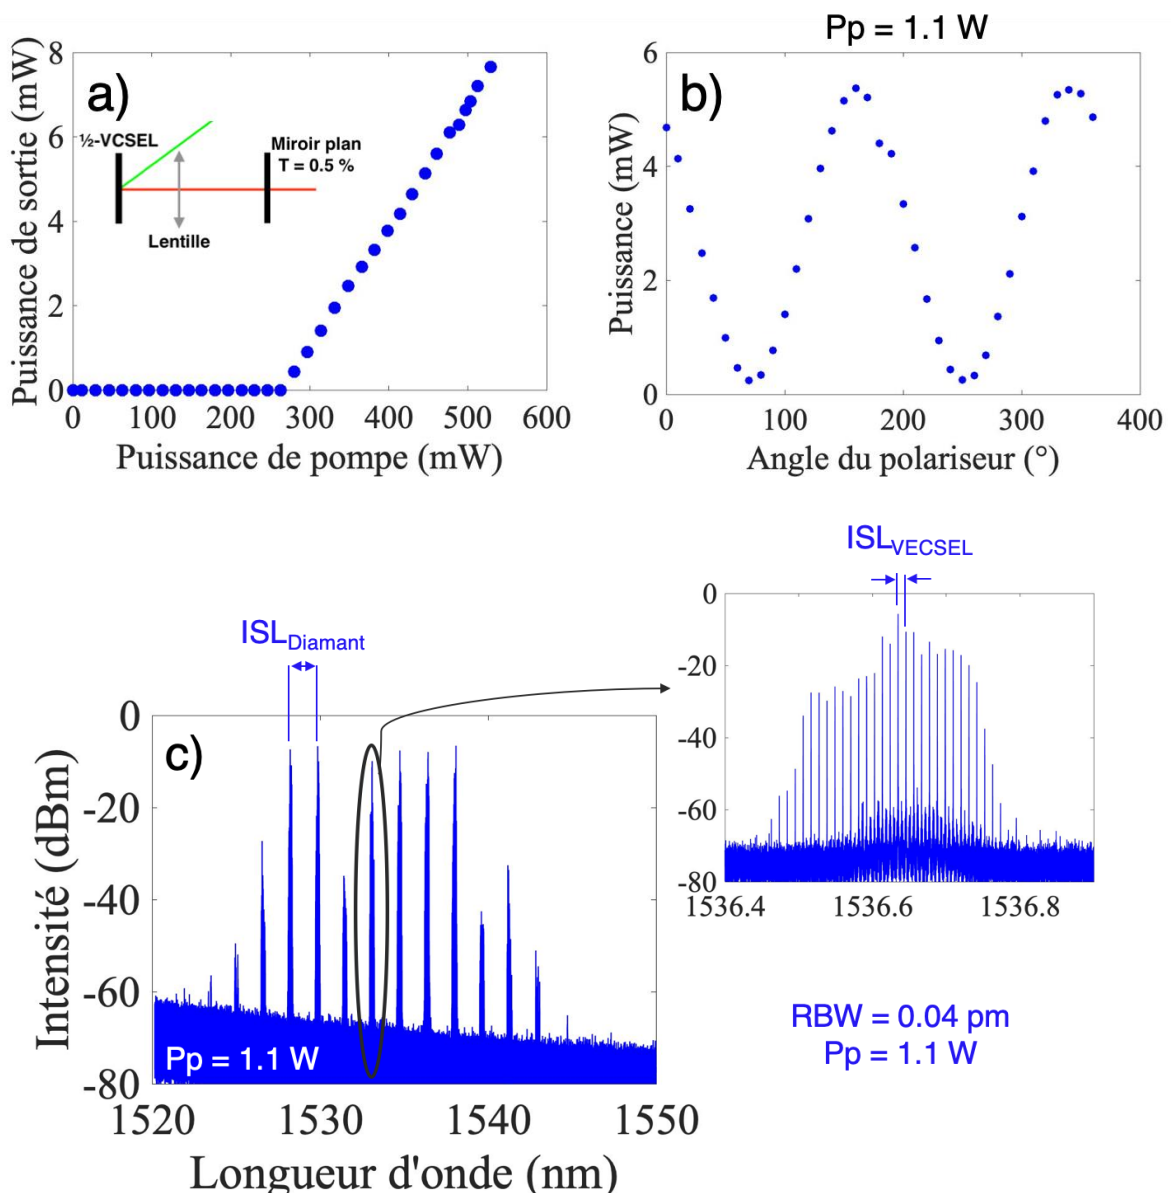 Pp = 1.1 W
a)
½-VCSEL
Miroir plan
T = 0.5 %
Lentille
Puissance de sortie (mW)
8
6
4
2
0
0 100 200 300 400 500 600
Puissance de pompe (mW)
b)
Puissance (mW)
6
4
2
0
0 100 200 300 400
Angle du polariseur (°)
ISL_VECSEL
0
-20
-40
-60
-80
1536.4 1536.6 1536.8
RBW = 0.04 pm
Pp = 1.1 W
ISL_Diamant
c)
Intensité (dBm)
0
-20
-40
-60
-80
Pp = 1.1 W
1520 1530 1540 1550
Longueur d'onde (nm)